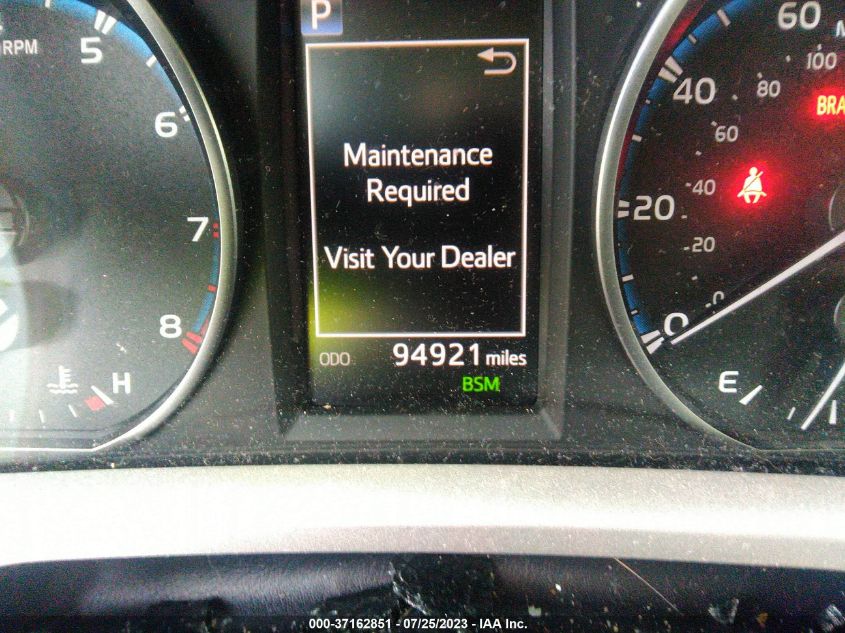 P
5
RPM
6
7
8
H
Maintenance
Required
Visit Your Dealer
ODO 94921 miles
BSM
60
100
40
80
BRA
60
40
20
20
0
0
E
000-37162851 - 07/25/2023 - IAA Inc.